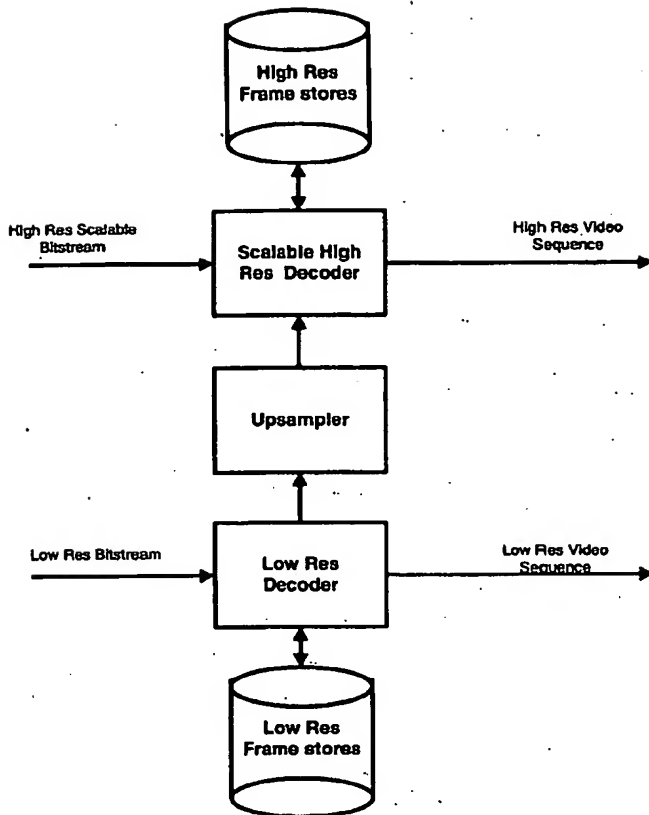 High Res
Frame stores
High Res Scalable
Bitstream
Scalable High
Res Decoder
High Res Video
Sequence
Upsampler
Low Res Bitstream
Low Res
Decoder
Low Res Video
Sequence
Low Res
Frame stores